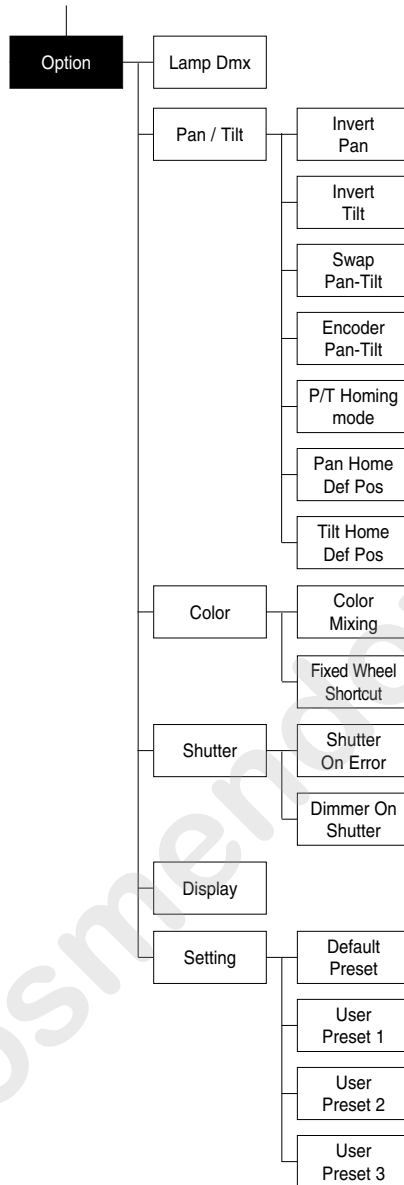 Option
Lamp Dmx
Pan / Tilt
Invert
Pan
Invert
Tilt
Swap
Pan-Tilt
Encoder
Pan-Tilt
P/T Homing
mode
Pan Home
Def Pos
Tilt Home
Def Pos
Color
Color
Mixing
Fixed Wheel
Shortcut
Shutter
Shutter
On Error
Dimmer On
Shutter
Display
Setting
Default
Preset
User
Preset 1
User
Preset 2
User
Preset 3